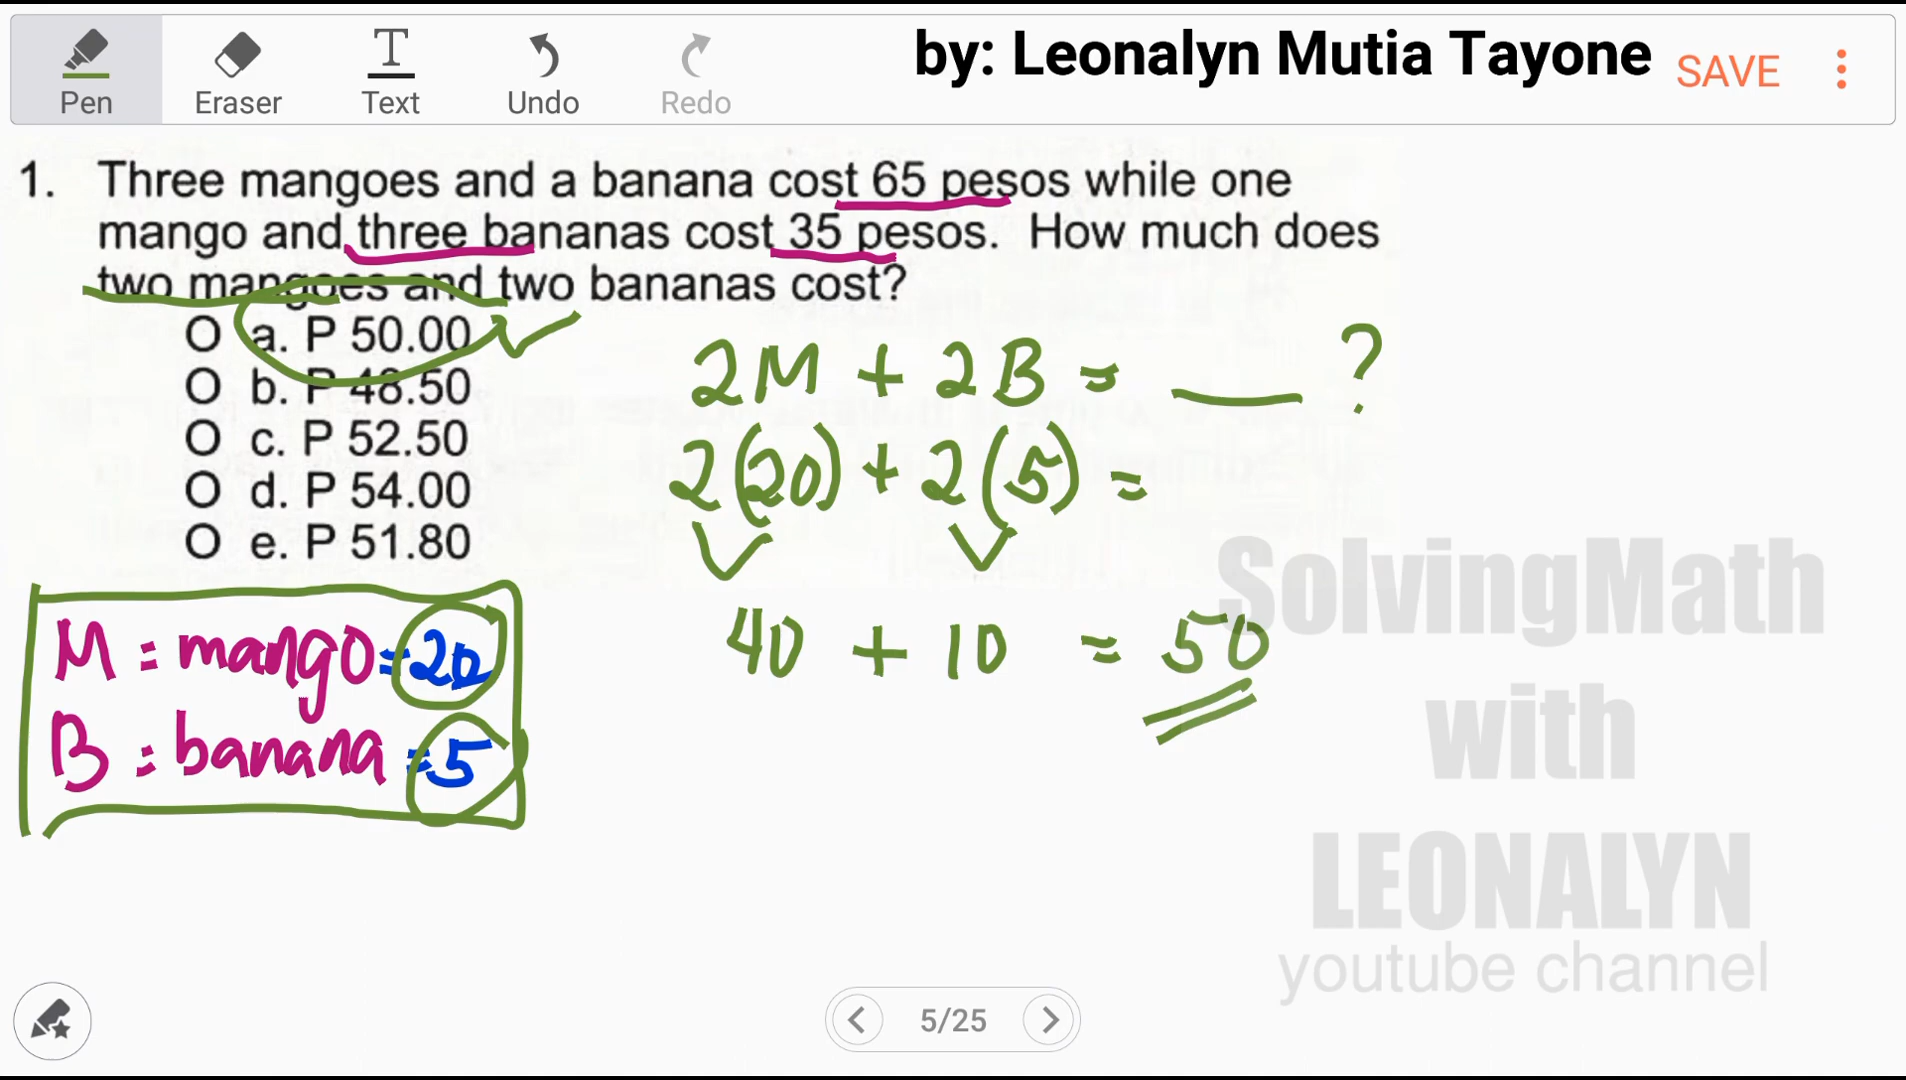 by: Leonalyn Mutia Tayone
SAVE
Pen
Eraser
Text
Undo
Redo
1. Three mangoes and a banana cost 65 pesos while one
mango and three bananas cost 35 pesos. How much does
two mangoes and two bananas cost?
O a. P 50.00
O b. P 48.50
O c. P 52.50
O d. P 54.00
O e. P 51.80
2M + 2B = ___ ?
2(20) + 2(5) =
40 + 10 = 50
M = mango = 20
B = banana = 5
SolvingMath
with
LEONALYN
youtube channel
5/25